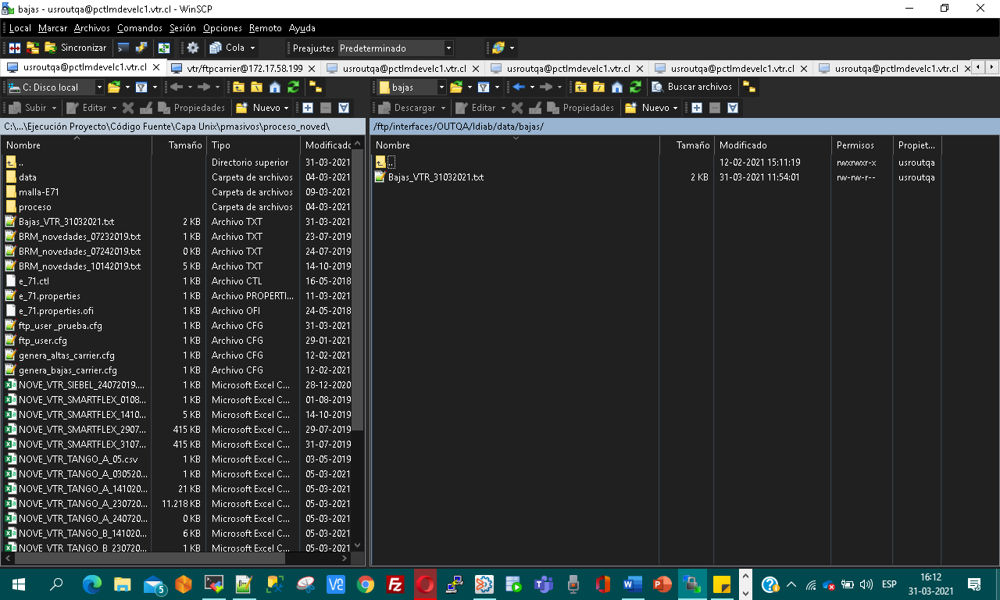 bajas - usroutqa@pctlmdevelc1.vtr.cl - WinSCP
Local Marcar Archivos Comandos Sesión Opciones Remoto Ayuda
Sincronizar Cola Preajustes Predeterminado
usroutqa@pctlmdevelc1.vtr.cl vtr/ftpcarrier@172.17.53.199 usroutqa@pctlmdevelc1.vtr.cl usroutqa@pctlmdevelc1.vtr.cl usroutqa@pctlmdevelc1.vtr.cl usroutqa@pctlmdevelc1.vtr.cl
C: Disco local bajas Buscar archivos
Subir Editar Propiedades Nuevo Descargar Editar Propiedades Nuevo
C:\...\Ejecución Proyecto\Código Fuente\Capa Unix\pmasivos\proceso_noved\ /ftp/interfaces/OUTQA/Idiab/data/bajas/
Nombre Tamaño Tipo Modificado Nombre Tamaño Modificado Permisos Propiet...
.. Directorio superior 31-03-2021 .. 12-02-2021 15:11:19 rwxrwxr-x usroutqa
data Carpeta de archivos 04-03-2021 Bajas_VTR_31032021.txt 2 KB 31-03-2021 11:54:01 rw-rw-r-- usroutqa
malla-E71 Carpeta de archivos 09-03-2021
proceso Carpeta de archivos 04-03-2021
Bajas_VTR_31032021.txt 2 KB Archivo TXT 31-03-2021
BRM_novedades_07232019.txt 1 KB Archivo TXT 23-07-2019
BRM_novedades_07242019.txt 0 KB Archivo TXT 24-07-2019
BRM_novedades_10142019.txt 5 KB Archivo TXT 14-10-2019
e_71.ctl 1 KB Archivo CTL 16-05-2018
e_71.properties 1 KB Archivo PROPERTI... 11-03-2021
e_71.properties.ofi 1 KB Archivo OFI 24-05-2018
ftp_user _prueba.cfg 1 KB Archivo CFG 31-03-2021
ftp_user.cfg 1 KB Archivo CFG 29-01-2021
genera_altas_carrier.cfg 1 KB Archivo CFG 12-02-2021
genera_bajas_carrier.cfg 1 KB Archivo CFG 12-02-2021
NOVE_VTR_SIEBEL_24072019.... 1 KB Microsoft Excel C... 28-12-2020
NOVE_VTR_SMARTFLEX_0108... 1 KB Microsoft Excel C... 01-08-2019
NOVE_VTR_SMARTFLEX_1410... 5 KB Microsoft Excel C... 14-10-2019
NOVE_VTR_SMARTFLEX_2907... 415 KB Microsoft Excel C... 29-07-2019
NOVE_VTR_SMARTFLEX_3107... 415 KB Microsoft Excel C... 31-07-2019
NOVE_VTR_TANGO_A_05.csv 1 KB Microsoft Excel C... 03-05-2019
NOVE_VTR_TANGO_A_030520... 1 KB Microsoft Excel C... 05-03-2021
NOVE_VTR_TANGO_A_141020... 21 KB Microsoft Excel C... 05-03-2021
NOVE_VTR_TANGO_A_230720... 11.218 KB Microsoft Excel C... 05-03-2021
NOVE_VTR_TANGO_A_240720... 0 KB Microsoft Excel C... 05-03-2021
NOVE_VTR_TANGO_B_141020... 6 KB Microsoft Excel C... 05-03-2021
NOVE_VTR_TANGO_B_230720... 1 KB Microsoft Excel C... 05-03-2021
5 ESP 16:12
31-03-2021